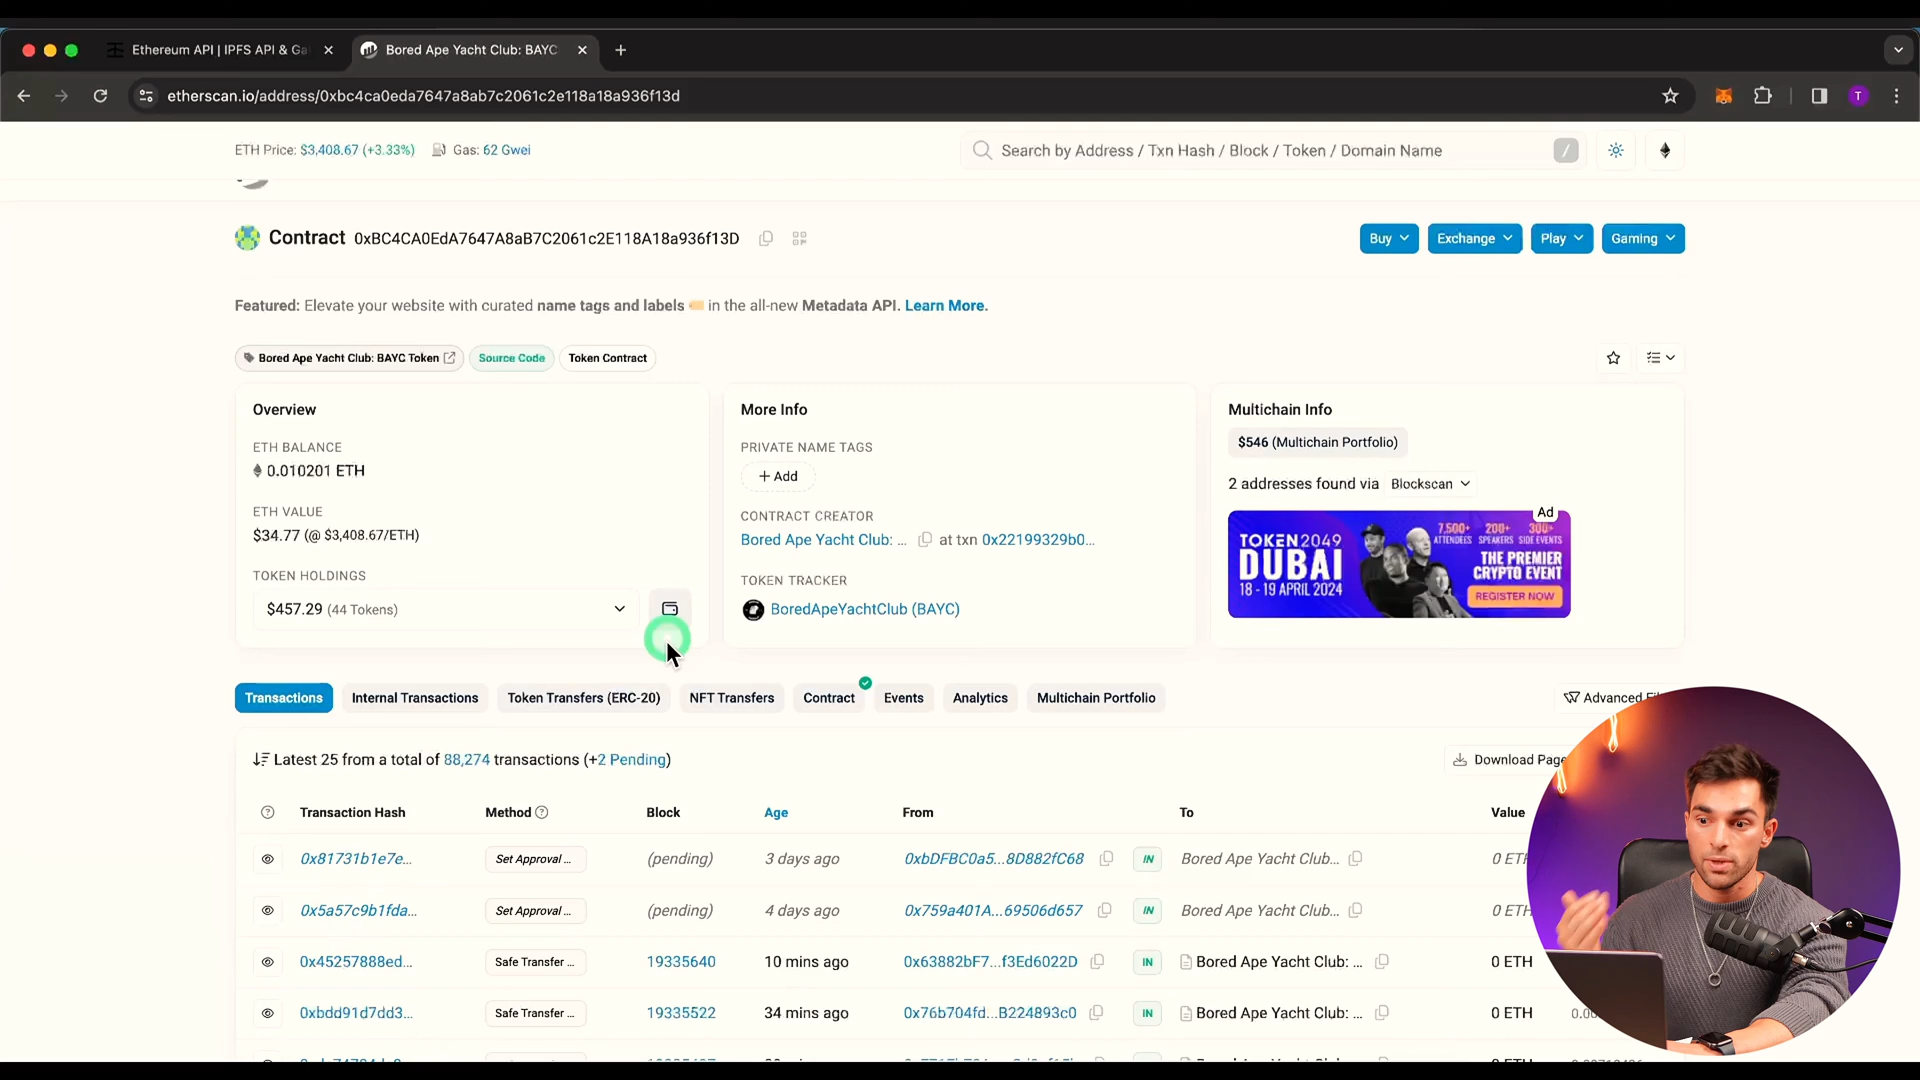 Ethereum API | IPFS API & Ga
Bored Ape Yacht Club: BAYC
etherscan.io/address/0xbc4ca0eda7647a8ab7c2061c2e118a18a936f13d
T
ETH Price: $3,408.67 (+3.33%) Gas: 62 Gwei
Search by Address / Txn Hash / Block / Token / Domain Name
/
Contract 0xBC4CA0EdA7647A8aB7C2061c2E118A18a936f13D
Buy Exchange Play Gaming
Featured: Elevate your website with curated name tags and labels in the all-new Metadata API. Learn More.
Bored Ape Yacht Club: BAYC Token Source Code Token Contract
Overview
ETH BALANCE
0.010201 ETH
ETH VALUE
$34.77 (@ $3,408.67/ETH)
TOKEN HOLDINGS
$457.29 (44 Tokens)
More Info
PRIVATE NAME TAGS
+ Add
CONTRACT CREATOR
Bored Ape Yacht Club: ... at txn 0x22199329b0...
TOKEN TRACKER
BoredApeYachtClub (BAYC)
Multichain Info
$546 (Multichain Portfolio)
2 addresses found via Blockscan
Ad
TOKEN2049
DUBAI
18 - 19 APRIL 2024
7,500+ ATTENDEES
200+ SPEAKERS
300+ SIDE EVENTS
THE PREMIER
CRYPTO EVENT
REGISTER NOW
Transactions Internal Transactions Token Transfers (ERC-20) NFT Transfers Contract Events Analytics Multichain Portfolio
Advanced Fil
Latest 25 from a total of 88,274 transactions (+2 Pending)
Download Page
Transaction Hash Method Block Age From To Value
0x81731b1e7e... Set Approval ... (pending) 3 days ago 0xbDFBC0a5...8D882fC68 IN Bored Ape Yacht Club... 0 ETH
0x5a57c9b1fda... Set Approval ... (pending) 4 days ago 0x759a401A...69506d657 IN Bored Ape Yacht Club... 0 ETH
0x45257888ed... Safe Transfer ... 19335640 10 mins ago 0x63882bF7...f3Ed6022D IN Bored Ape Yacht Club: ... 0 ETH
0xbdd91d7dd3... Safe Transfer ... 19335522 34 mins ago 0x76b704fd...B224893c0 IN Bored Ape Yacht Club: ... 0 ETH